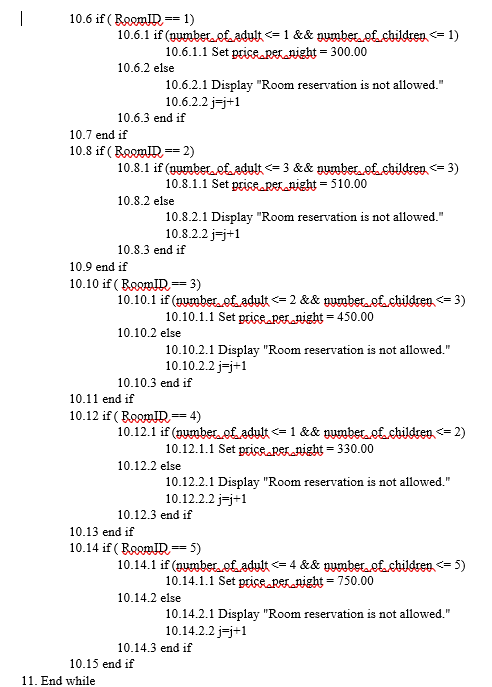 10.6 if ( RoomID == 1)
10.6.1 if (number_of_adult <= 1 && number_of_children <= 1)
10.6.1.1 Set price_per_night = 300.00
10.6.2 else
10.6.2.1 Display "Room reservation is not allowed."
10.6.2.2 j=j+1
10.6.3 end if
10.7 end if
10.8 if ( RoomID == 2)
10.8.1 if (number_of_adult <= 3 && number_of_children <= 3)
10.8.1.1 Set price_per_night = 510.00
10.8.2 else
10.8.2.1 Display "Room reservation is not allowed."
10.8.2.2 j=j+1
10.8.3 end if
10.9 end if
10.10 if ( RoomID == 3)
10.10.1 if (number_of_adult <= 2 && number_of_children <= 3)
10.10.1.1 Set price_per_night = 450.00
10.10.2 else
10.10.2.1 Display "Room reservation is not allowed."
10.10.2.2 j=j+1
10.10.3 end if
10.11 end if
10.12 if ( RoomID == 4)
10.12.1 if (number_of_adult <= 1 && number_of_children <= 2)
10.12.1.1 Set price_per_night = 330.00
10.12.2 else
10.12.2.1 Display "Room reservation is not allowed."
10.12.2.2 j=j+1
10.12.3 end if
10.13 end if
10.14 if ( RoomID == 5)
10.14.1 if (number_of_adult <= 4 && number_of_children <= 5)
10.14.1.1 Set price_per_night = 750.00
10.14.2 else
10.14.2.1 Display "Room reservation is not allowed."
10.14.2.2 j=j+1
10.14.3 end if
10.15 end if
11. End while